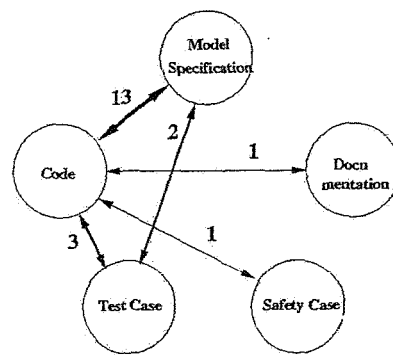 Model
Specification
13
2
1
Code
Docu
mentation
3
1
Test Case
Safety Case